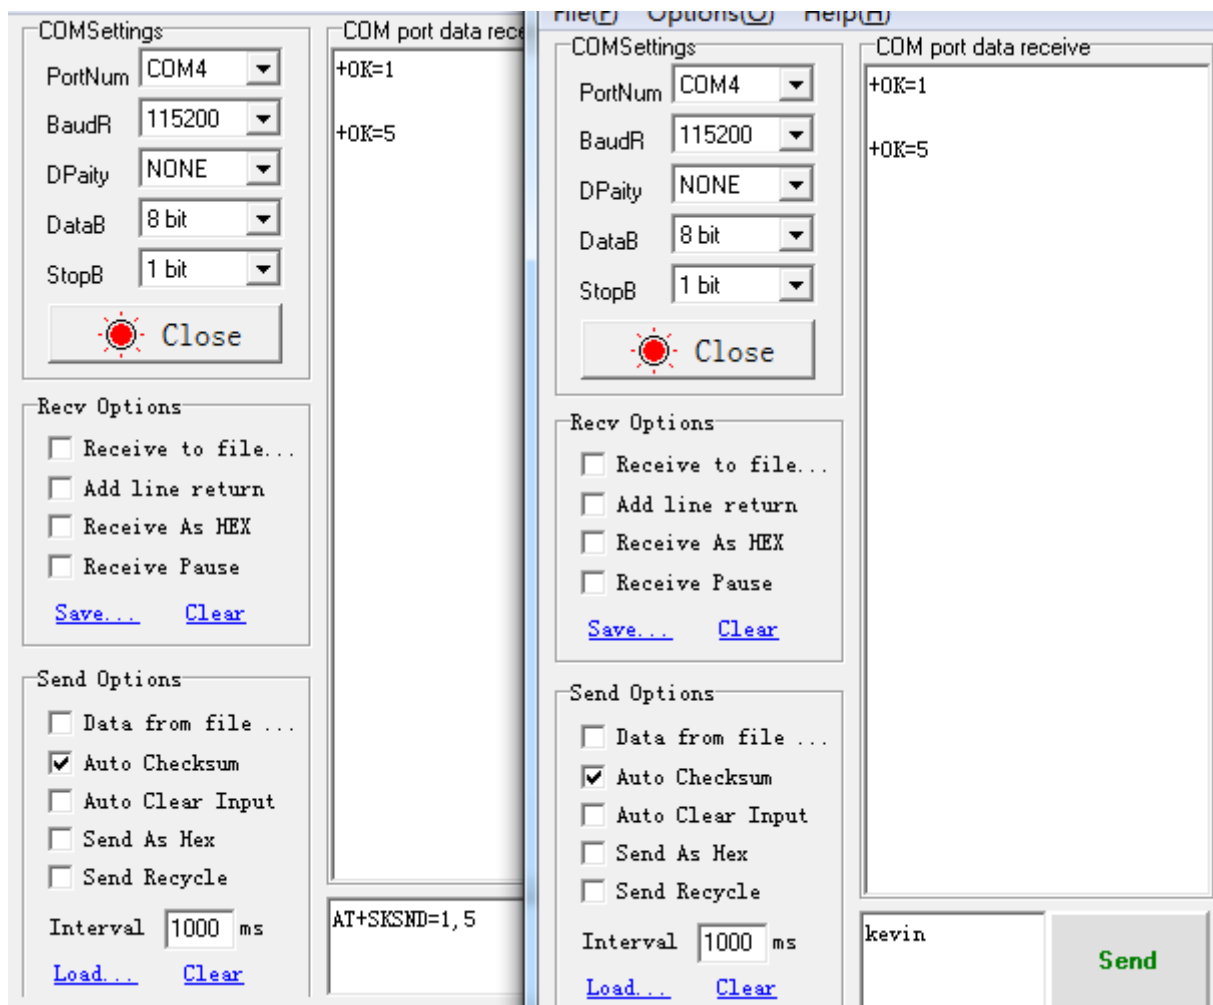 COMSettings
PortNum COM4
BaudR 115200
DPaity NONE
DataB 8 bit
StopB 1 bit
Close
Recv Options
Receive to file...
Add line return
Receive As HEX
Receive Pause
Save... Clear
Send Options
Data from file ...
Auto Checksum
Auto Clear Input
Send As Hex
Send Recycle
Interval 1000 ms
Load... Clear
COM port data rece
+OK=1
+OK=5
AT+SKSND=1,5
File(F) Options(O) Help(H)
COMSettings
PortNum COM4
BaudR 115200
DPaity NONE
DataB 8 bit
StopB 1 bit
Close
Recv Options
Receive to file...
Add line return
Receive As HEX
Receive Pause
Save... Clear
Send Options
Data from file ...
Auto Checksum
Auto Clear Input
Send As Hex
Send Recycle
Interval 1000 ms
Load... Clear
COM port data receive
+OK=1
+OK=5
kevin
Send